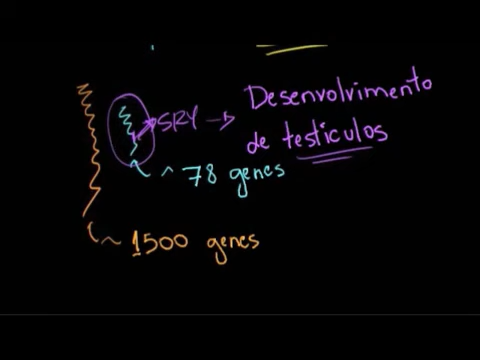 SRY → Desenvolvimento
de testículos
~ 78 genes
~ 1500 genes